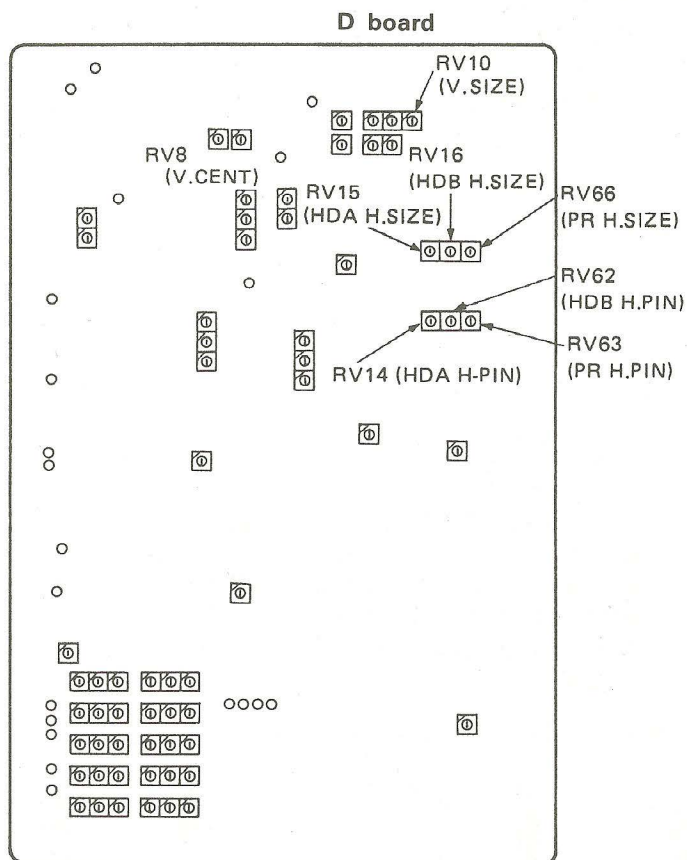 D board
RV10
(V.SIZE)
RV8
(V.CENT)
RV16
(HDB H.SIZE)
RV15
(HDA H.SIZE)
RV66
(PR H.SIZE)
RV62
(HDB H.PIN)
RV63
(PR H.PIN)
RV14 (HDA H-PIN)